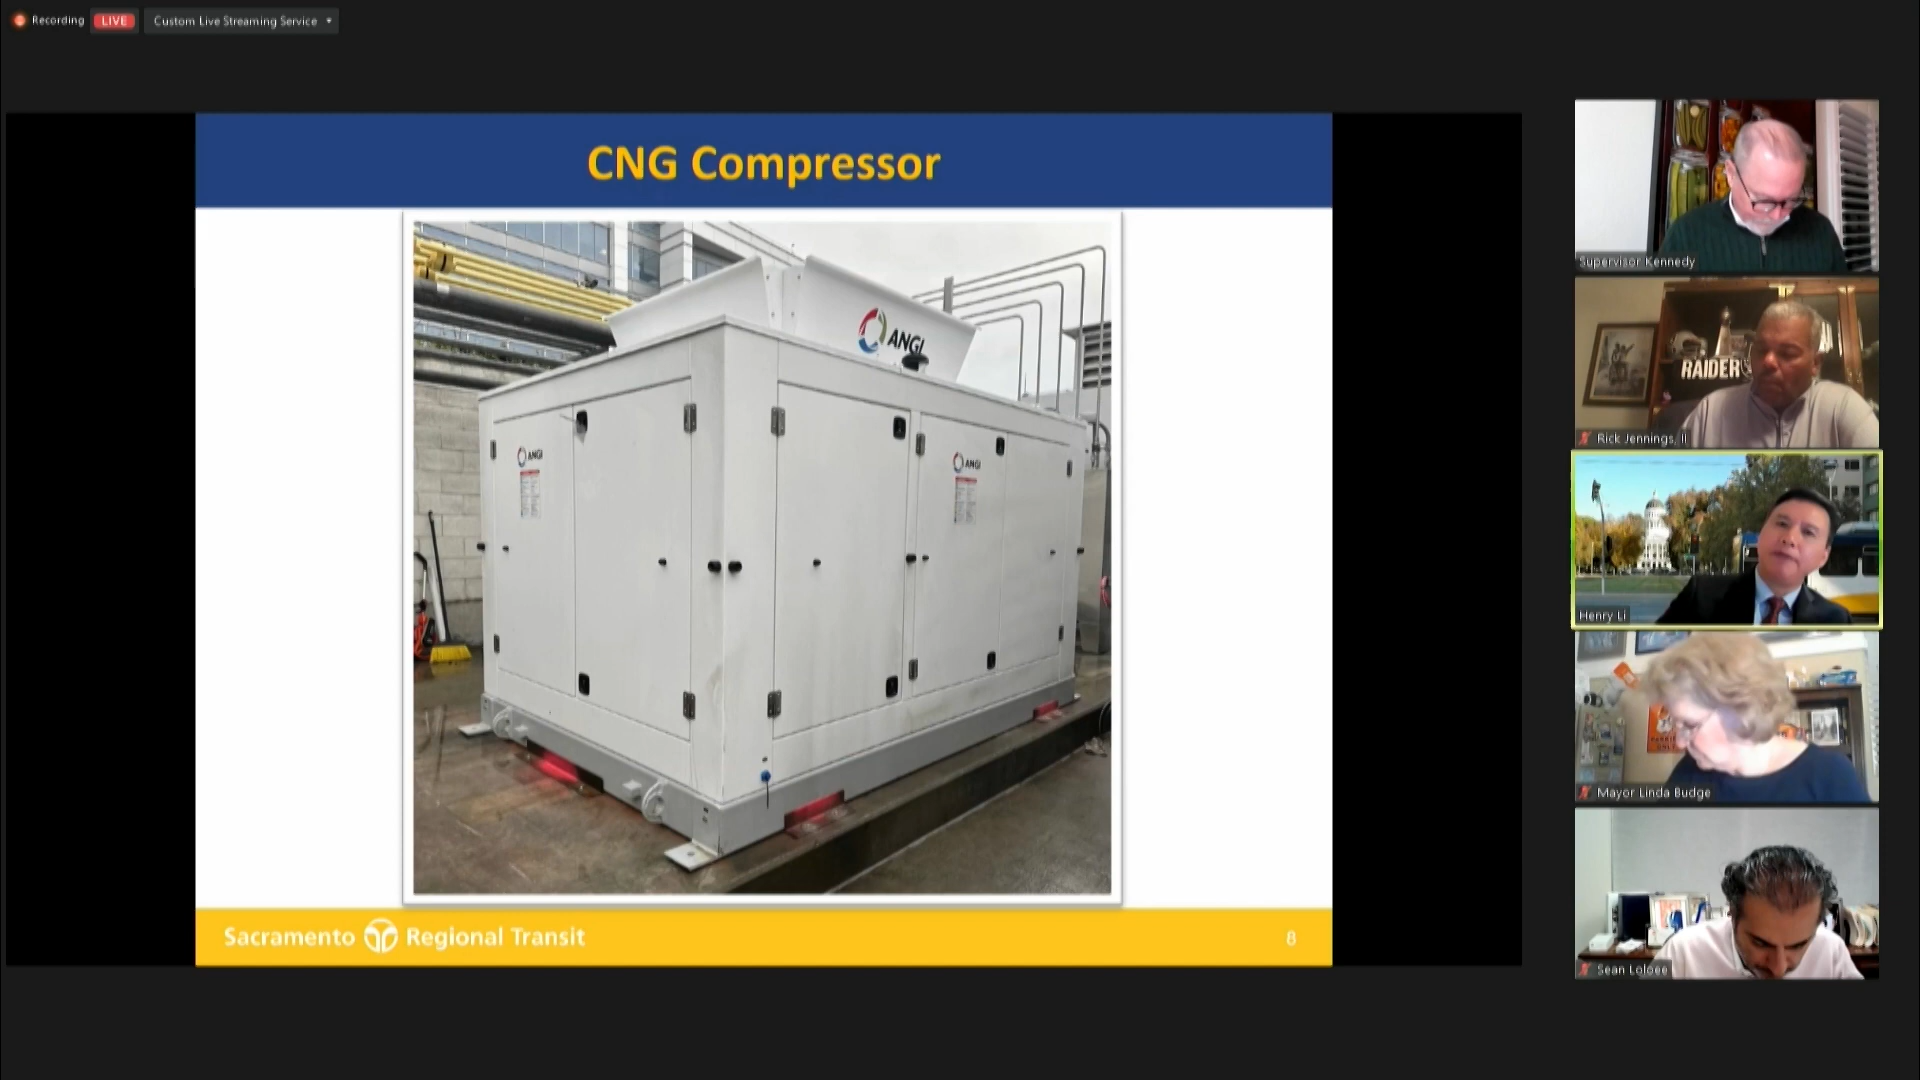 Recording
LIVE
Custom Live Streaming Service
CNG Compressor
ANGI
ANGI
ANGI
Sacramento Regional Transit
8
Supervisor Kennedy
RAIDER
Rick Jennings, II
Henry Li
Mayor Linda Budge
Sean Loloee